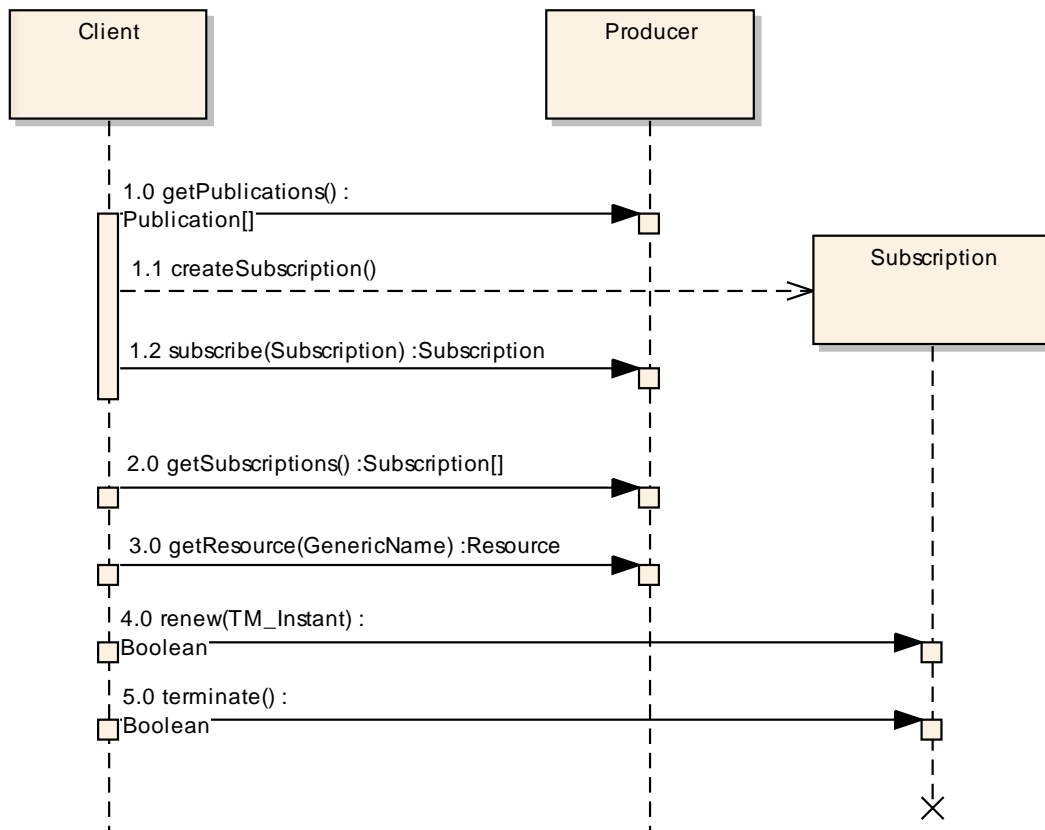 Client
Producer
1.0 getPublications() :
Publication[]
Subscription
1.1 createSubscription()
1.2 subscribe(Subscription) :Subscription
2.0 getSubscriptions() :Subscription[]
3.0 getResource(GenericName) :Resource
4.0 renew(TM_Instant) :
Boolean
5.0 terminate() :
Boolean